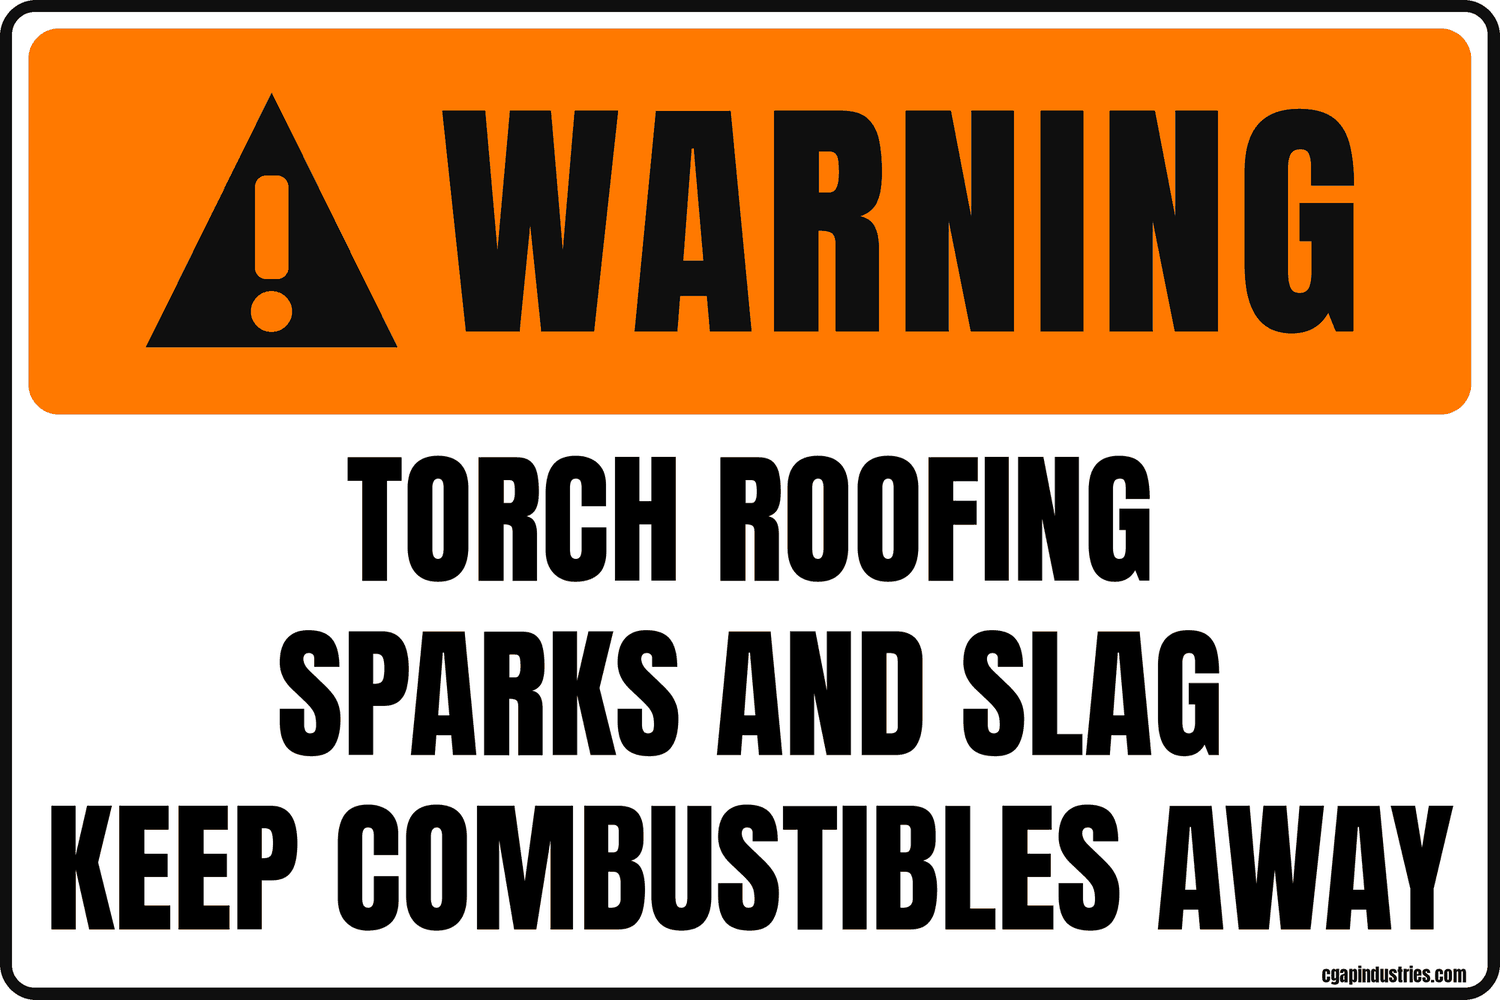 WARNING
TORCH ROOFING
SPARKS AND SLAG
KEEP COMBUSTIBLES AWAY
cgapindustries.com